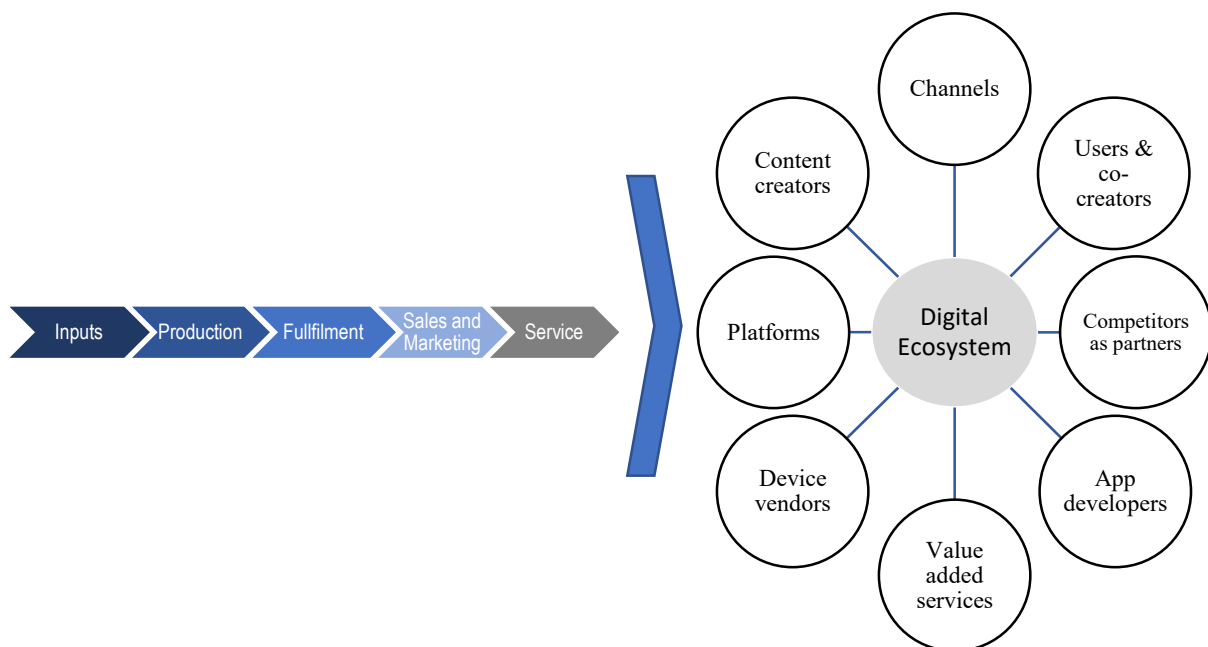 Inputs
Production
Fullfilment
Sales and
Marketing
Service
Channels
Users &
co-
creators
Competitors
as partners
App
developers
Value
added
services
Device
vendors
Platforms
Content
creators
Digital
Ecosystem